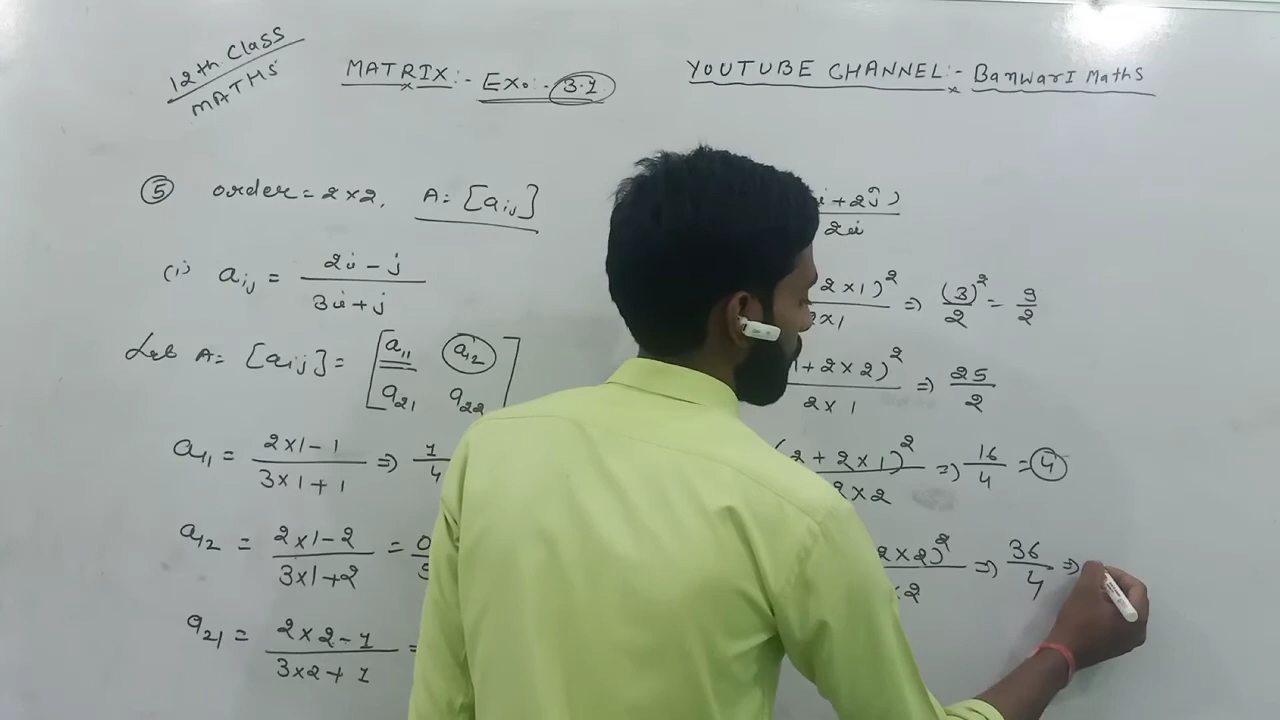 12th Class
MATHS
MATRIX:- Ex.:- 3.1
YOUTUBE CHANNEL:- BanwarI Maths
⑤ order = 2×2, A = [aᵢⱼ]
(i) aᵢⱼ = (2i - j)/(3i + j)
Let A = [aᵢⱼ] = [a₁₁ a₁₂
a₂₁ a₂₂]
a₁₁ = (2×1-1)/(3×1+1) ⇒ 1/4
a₁₂ = (2×1-2)/(3×1+2) = 0/5
a₂₁ = (2×2-1)/(3×2+1) =
i + 2j)/2i
2×1)²/2×1 ⇒ (3)²/2 = 9/2
1+2×2)²/2×1 ⇒ 25/2
(2+2×1)²/2×2 ⇒ 16/4 = 4
2×2)²/×2 ⇒ 36/4 ⇒